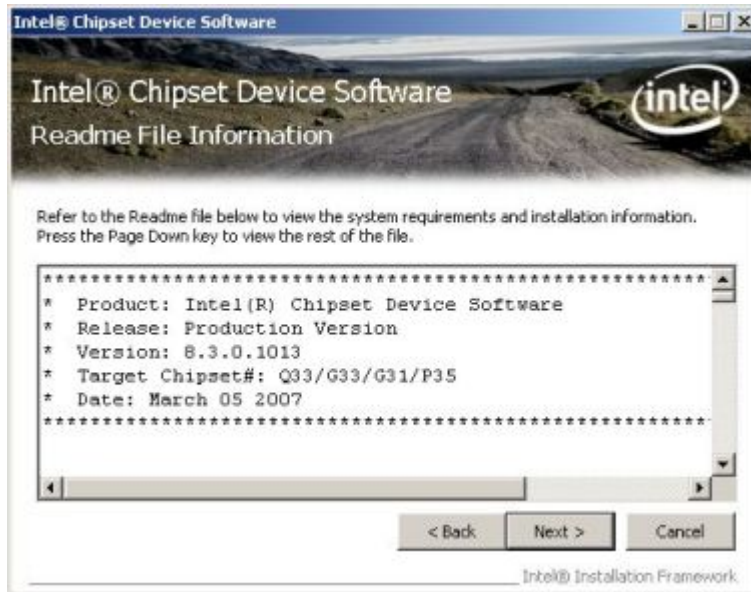 Intel® Chipset Device Software
Intel® Chipset Device Software
intel
Readme File Information
Refer to the Readme file below to view the system requirements and installation information.
Press the Page Down key to view the rest of the file.
************************************************************
* Product: Intel(R) Chipset Device Software
* Release: Production Version
* Version: 8.3.0.1013
* Target Chipset#: Q33/G33/G31/P35
* Date: March 05 2007
************************************************************
< Back Next > Cancel
Intel® Installation Framework